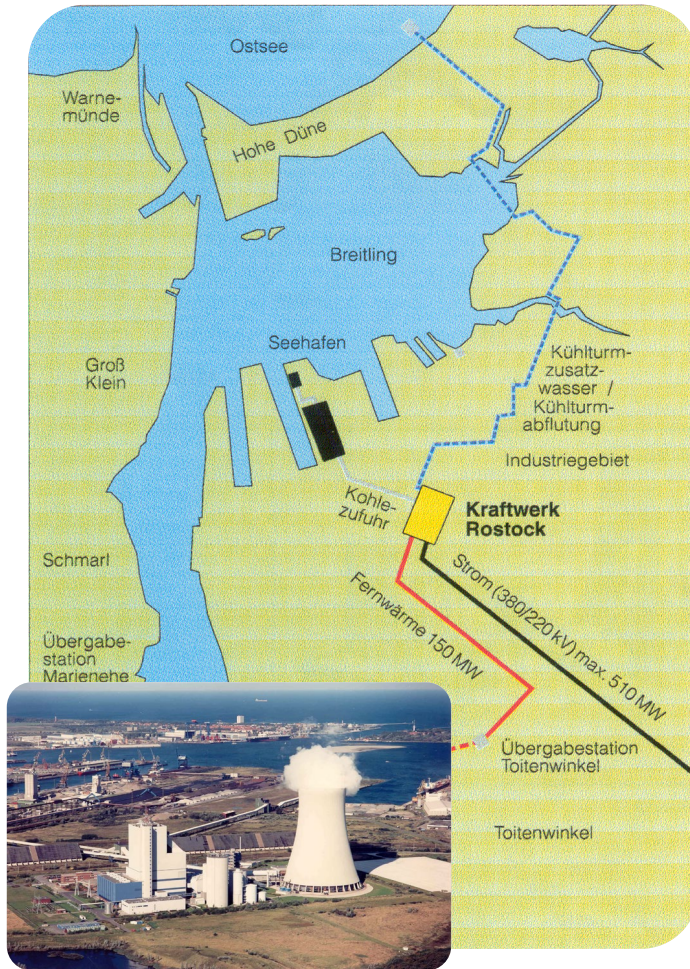 Ostsee
Warne-
münde
Hohe Düne
Breitling
Seehafen
Groß
Klein
Kühlturm-
zusatz-
wasser /
Kühlturm-
abflutung
Industriegebiet
Kohle-
zufuhr
Kraftwerk
Rostock
Schmarl
Strom (380/220 kV) max. 510 MW
Fernwärme 150 MW
Übergabe-
station
Marienehe
Übergabestation
Toitenwinkel
Toitenwinkel